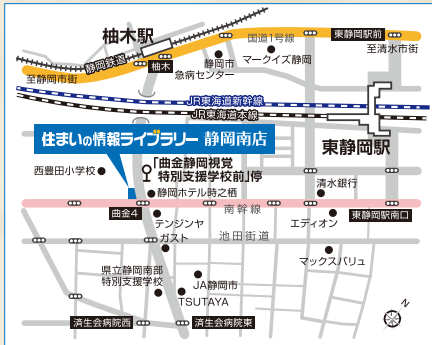 柚木駅
国道1号線
東静岡駅前
静岡鉄道
柚木
静岡市
急病センター
マークイズ静岡
至清水市街
至静岡市街
JR東海道新幹線
JR東海道本線
住まいの情報ライブラリー 静岡南店
東静岡駅
「曲金静岡視覚
特別支援学校前」停
西豊田小学校
静岡ホテル時之栖
清水銀行
曲金4
南幹線
東静岡駅南口
テンジンヤ
エディオン
ガスト
池田街道
マックスバリュ
県立静岡南部
特別支援学校
JA静岡市
TSUTAYA
済生会病院西
済生会病院東
N